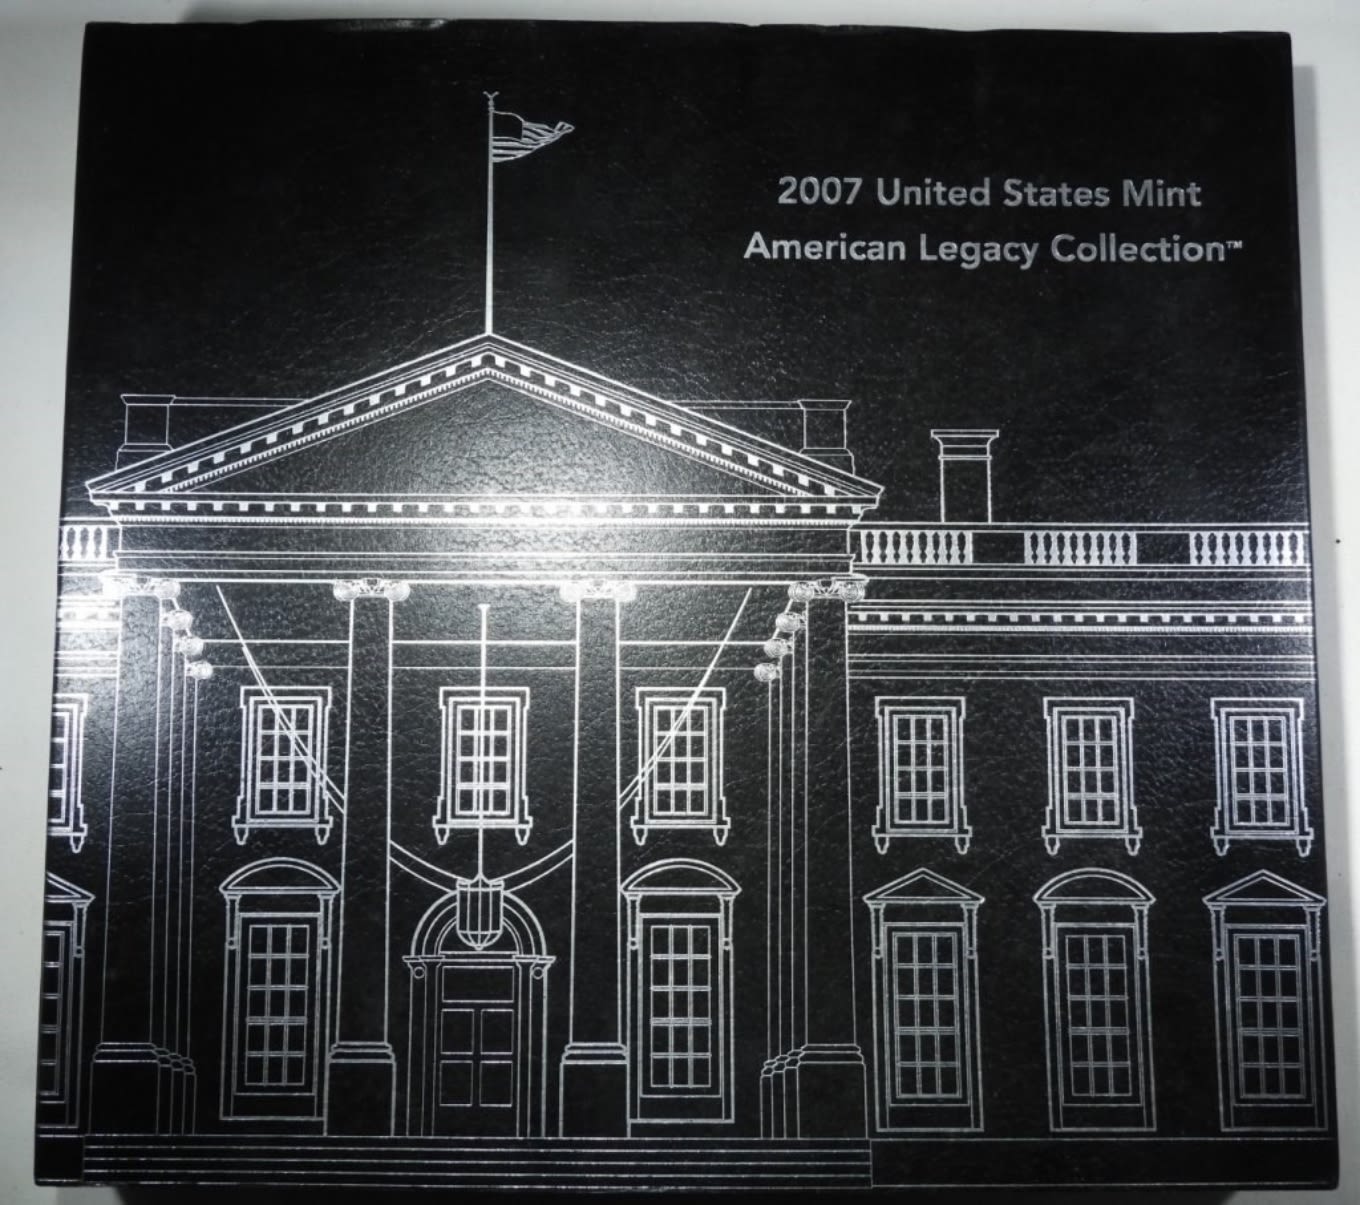 2007 United States Mint
American Legacy Collection™